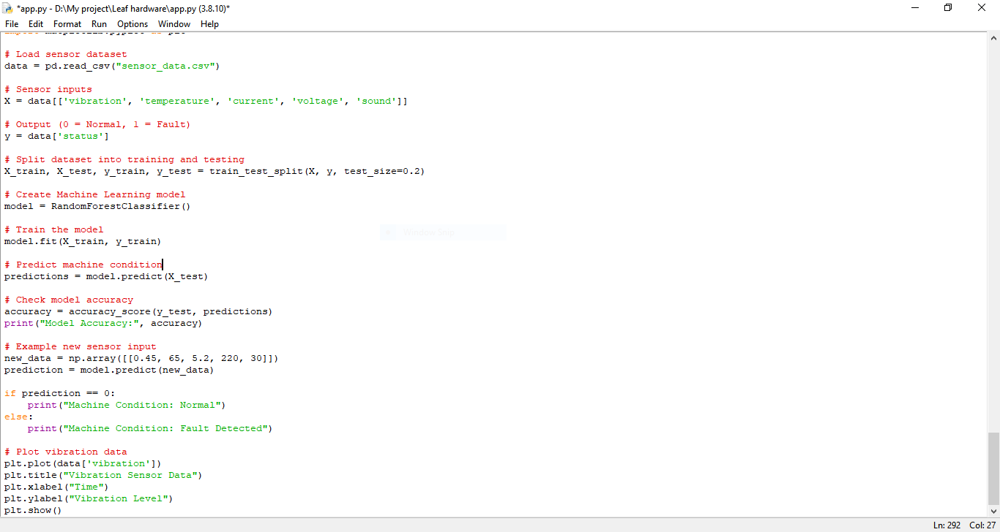 *app.py - D:\My project\Leaf hardware\app.py (3.8.10)*
File Edit Format Run Options Window Help
import matplotlib.pyplot as plt
# Load sensor dataset
data = pd.read_csv("sensor_data.csv")
# Sensor inputs
X = data[['vibration', 'temperature', 'current', 'voltage', 'sound']]
# Output (0 = Normal, 1 = Fault)
y = data['status']
# Split dataset into training and testing
X_train, X_test, y_train, y_test = train_test_split(X, y, test_size=0.2)
# Create Machine Learning model
model = RandomForestClassifier()
# Train the model
model.fit(X_train, y_train)
# Predict machine condition
predictions = model.predict(X_test)
# Check model accuracy
accuracy = accuracy_score(y_test, predictions)
print("Model Accuracy:", accuracy)
# Example new sensor input
new_data = np.array([[0.45, 65, 5.2, 220, 30]])
prediction = model.predict(new_data)
if prediction == 0:
    print("Machine Condition: Normal")
else:
    print("Machine Condition: Fault Detected")
# Plot vibration data
plt.plot(data['vibration'])
plt.title("Vibration Sensor Data")
plt.xlabel("Time")
plt.ylabel("Vibration Level")
plt.show()
Ln: 292 Col: 27